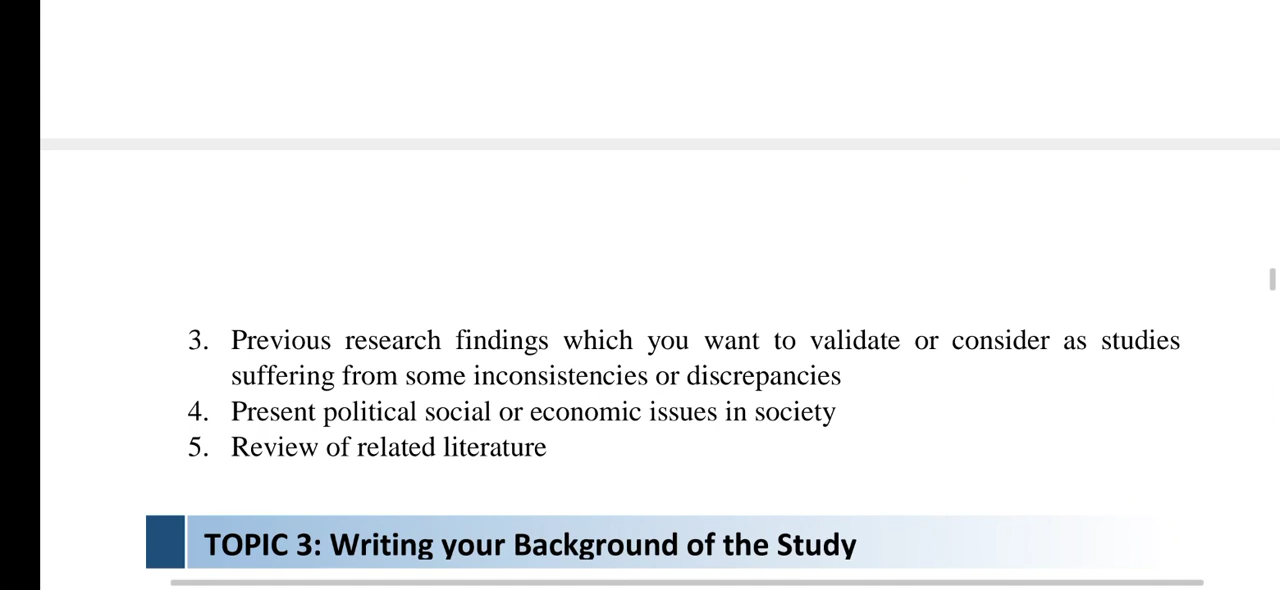 3. Previous research findings which you want to validate or consider as studies
suffering from some inconsistencies or discrepancies
4. Present political social or economic issues in society
5. Review of related literature
TOPIC 3: Writing your Background of the Study